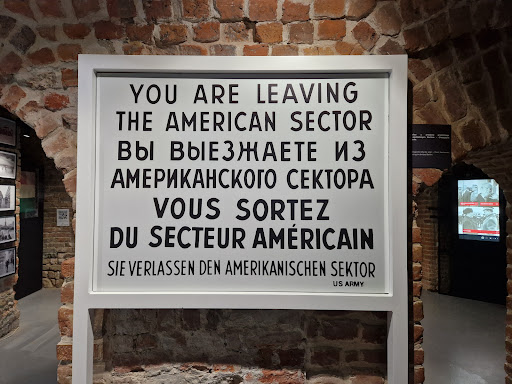 YOU ARE LEAVING
THE AMERICAN SECTOR
ВЫ ВЫЕЗЖАЕТЕ ИЗ
АМЕРИКАНСКОГО СЕКТОРА
VOUS SORTEZ
DU SECTEUR AMÉRICAIN
SIE VERLASSEN DEN AMERIKANISCHEN SEKTOR
US ARMY